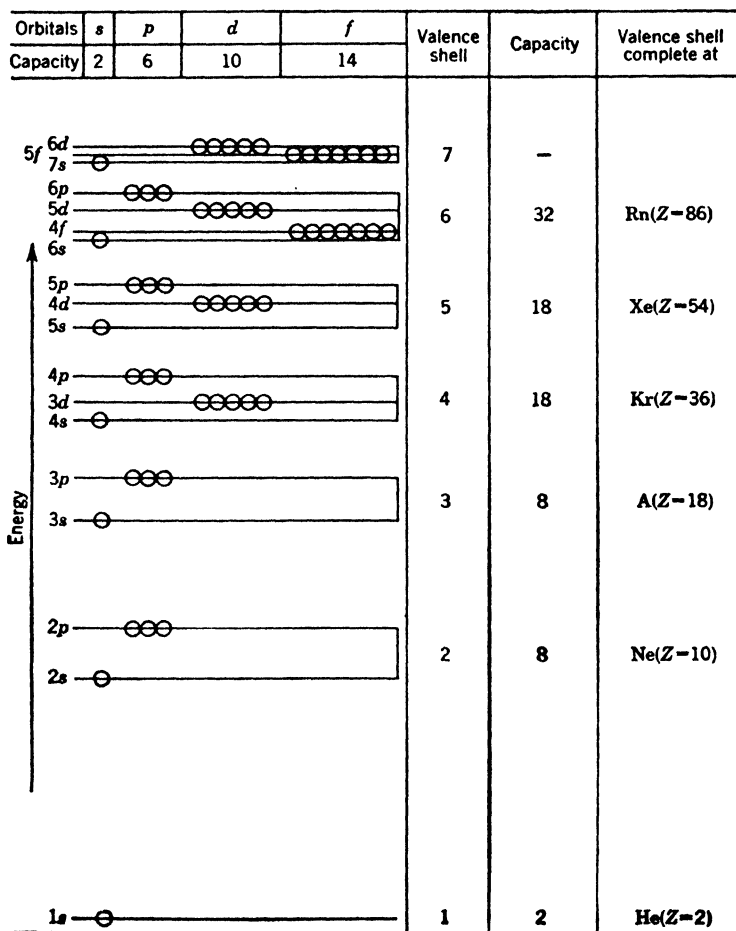 Orbitals s p d f Valence shell Capacity Valence shell complete at
Capacity 2 6 10 14
6d
5f
7s 7 –
6p
5d
4f
6s 6 32 Rn(Z=86)
5p
4d
5s 5 18 Xe(Z=54)
4p
3d
4s 4 18 Kr(Z=36)
3p
3s 3 8 A(Z=18)
Energy
2p
2s 2 8 Ne(Z=10)
1s 1 2 He(Z=2)